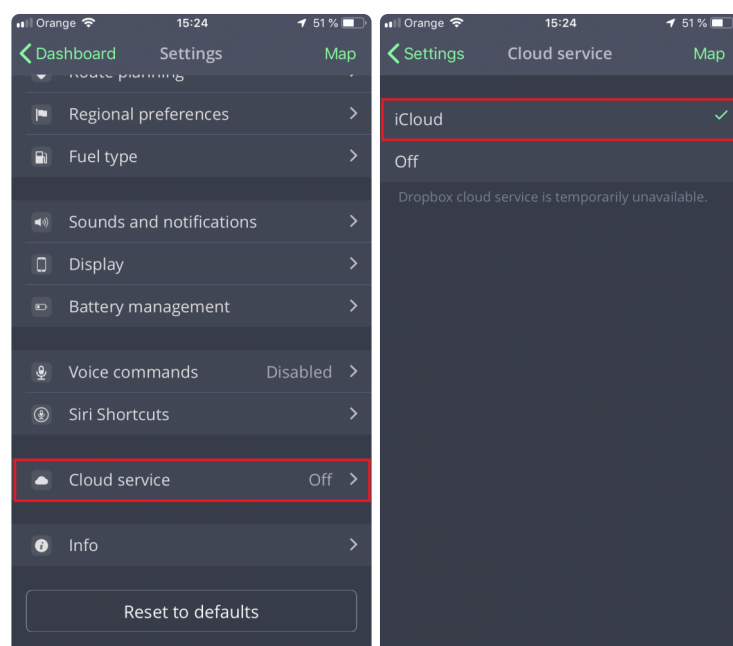 Orange 15:24 51 %
Dashboard Settings Map
Route planning
Regional preferences
Fuel type
Sounds and notifications
Display
Battery management
Voice commands Disabled
Siri Shortcuts
Cloud service Off
Info
Reset to defaults
Orange 15:24 51 %
Settings Cloud service Map
iCloud
Off
Dropbox cloud service is temporarily unavailable.